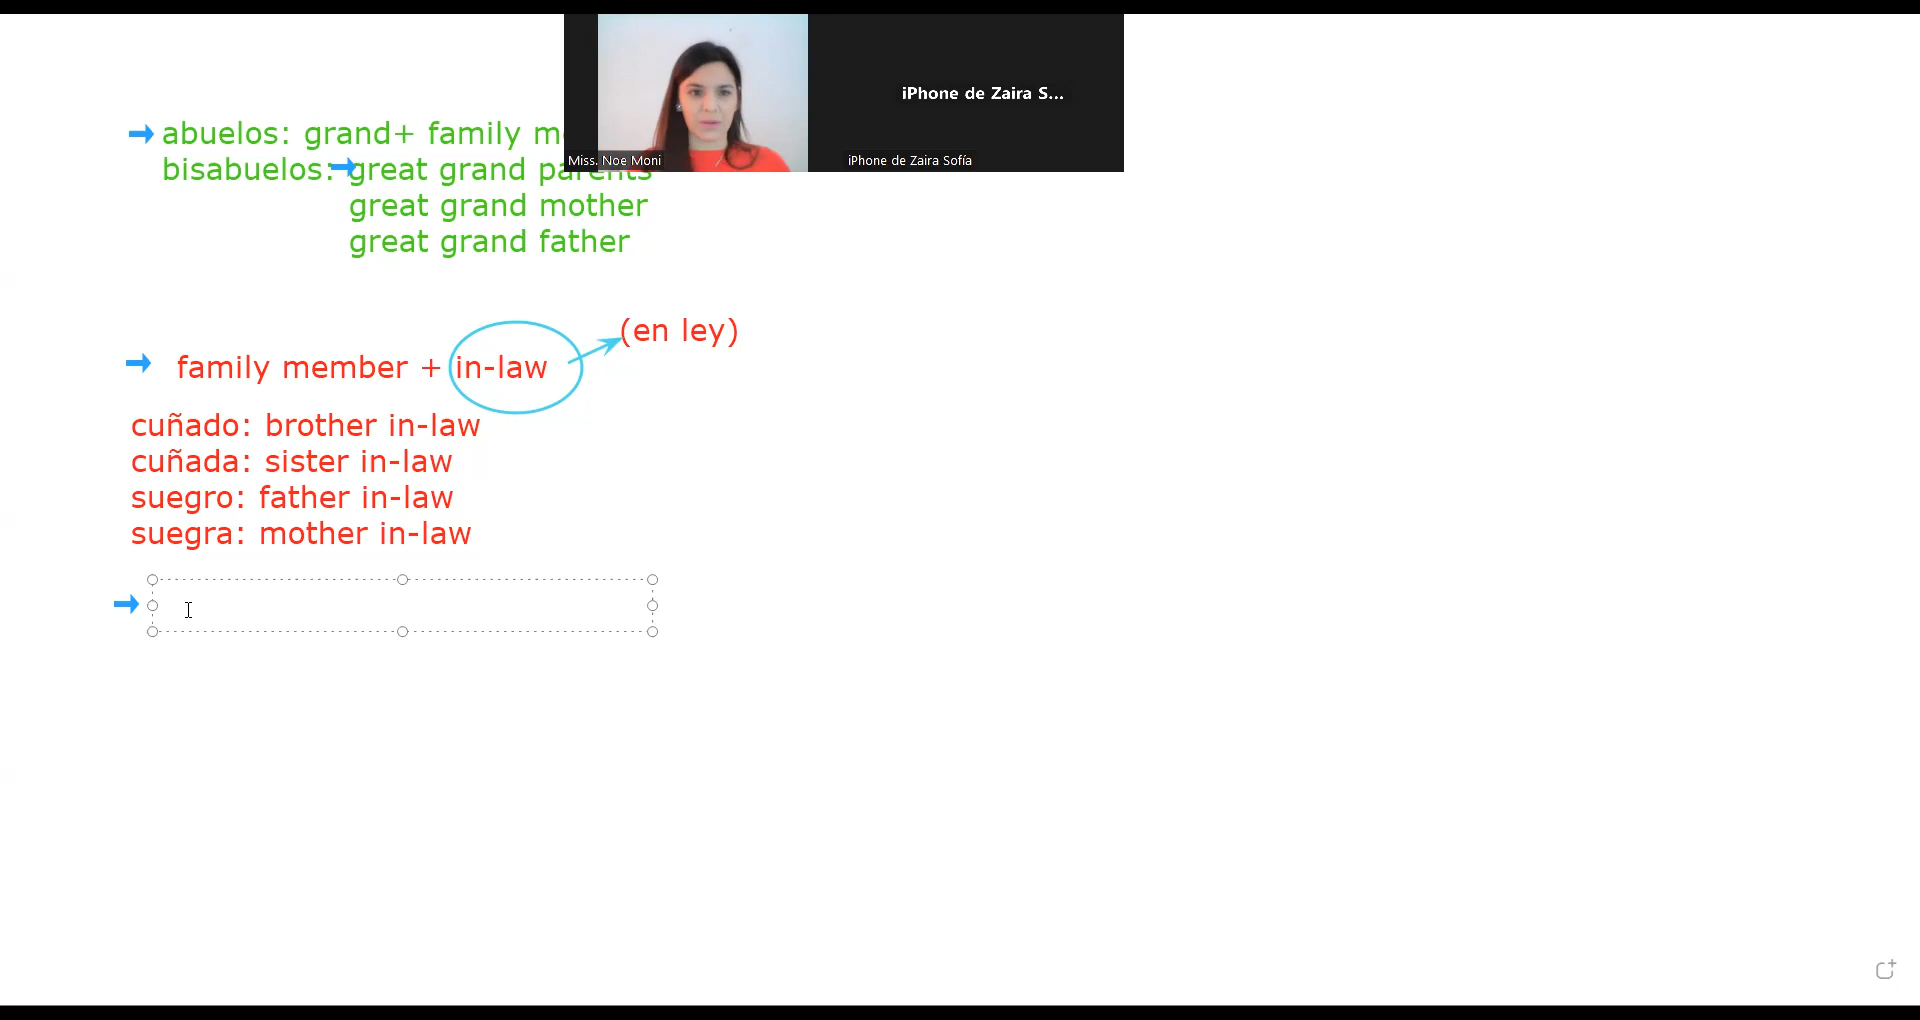 abuelos: grand+ family
bisabuelos: great grand parents
great grand mother
great grand father
(en ley)
family member + in-law
cuñado: brother in-law
cuñada: sister in-law
suegro: father in-law
suegra: mother in-law
iPhone de Zaira S...
Miss. Noe Moni
iPhone de Zaira Sofía